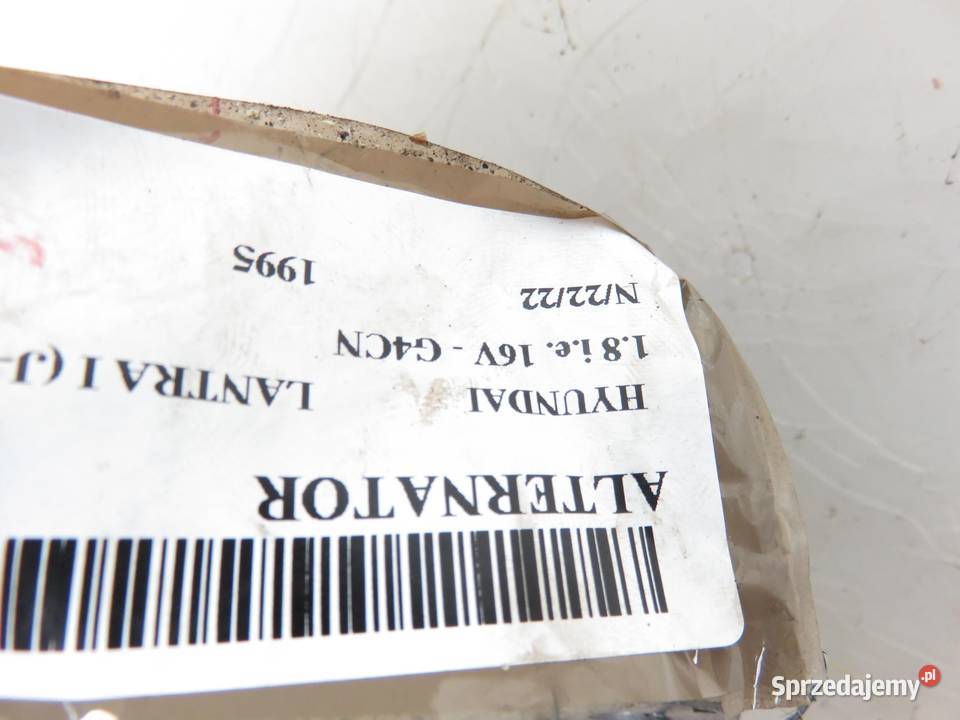 ALTERNATOR
HYUNDAI LANTRA I (J-
1.8 i.e. 16V - G4CN
N/22/22 1995
Sprzedajemy.pl